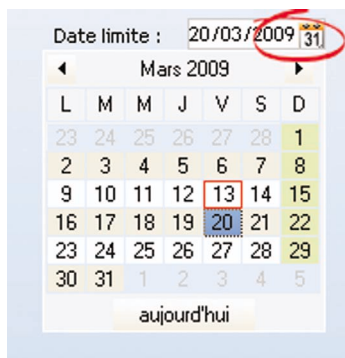 Date limite : 20/03/2009 31
Mars 2009
L M M J V S D
23 24 25 26 27 28 1
2 3 4 5 6 7 8
9 10 11 12 13 14 15
16 17 18 19 20 21 22
23 24 25 26 27 28 29
30 31 1 2 3 4 5
aujourd'hui